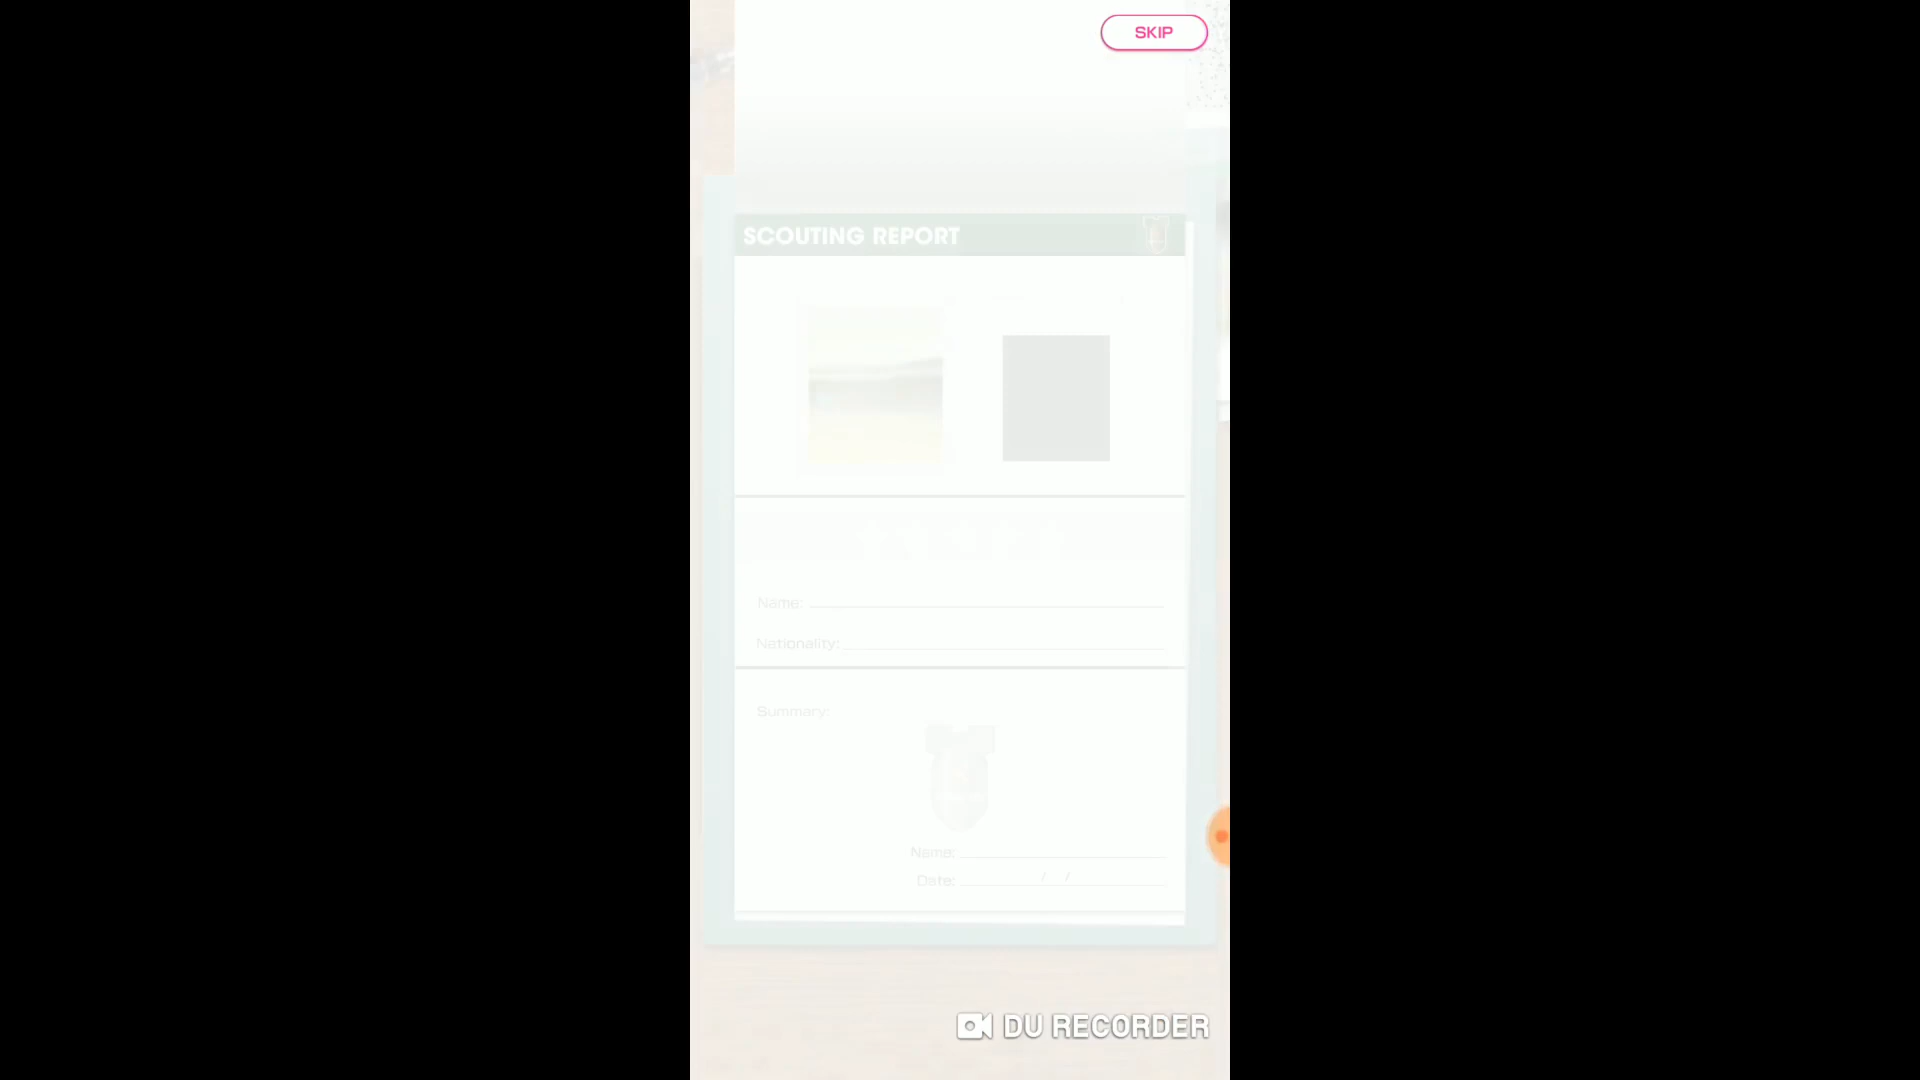 SKIP
SCOUTING REPORT
Name:
Nationality:
Summary:
Name:
Date: / /
DU RECORDER